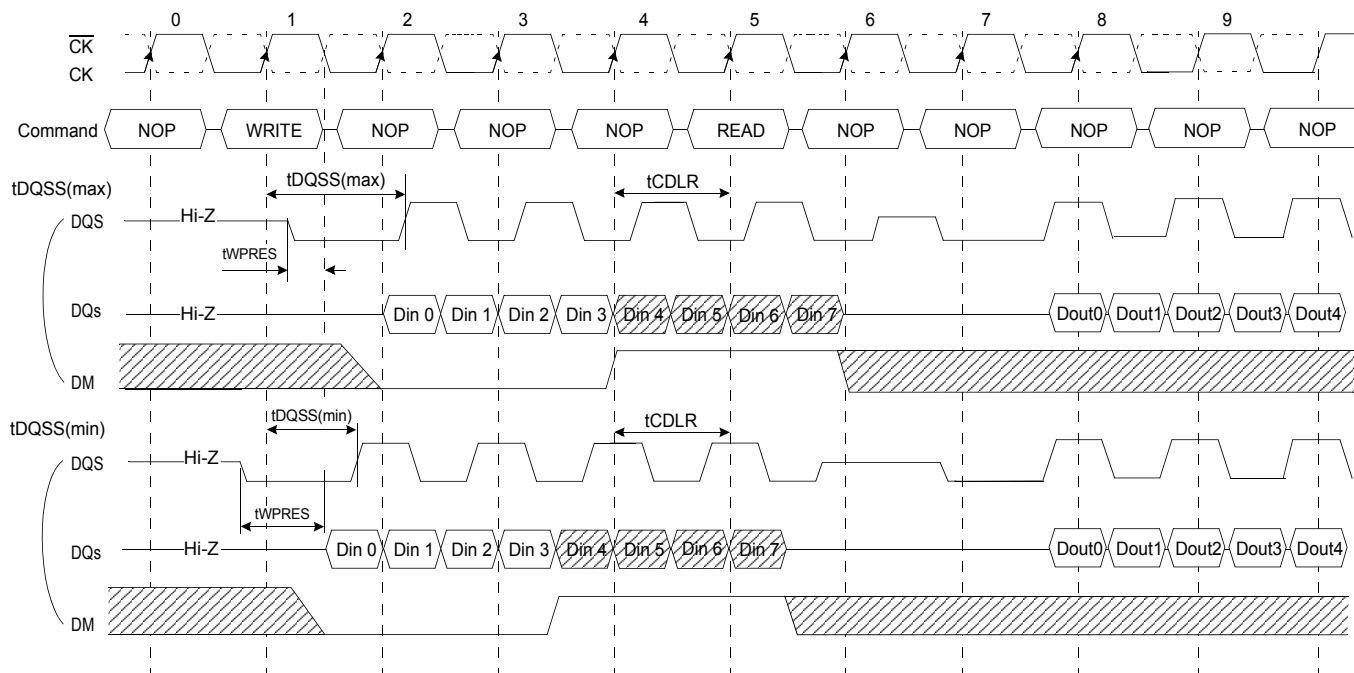 0 1 2 3 4 5 6 7 8 9
CK
CK
Command NOP WRITE NOP NOP NOP READ NOP NOP NOP NOP NOP
tDQSS(max) tDQSS(max) tCDLR
DQS Hi-Z
tWPRES
DQs Hi-Z Din 0 Din 1 Din 2 Din 3 Din 4 Din 5 Din 6 Din 7 Dout0 Dout1 Dout2 Dout3 Dout4
DM
tDQSS(min) tDQSS(min) tCDLR
DQS Hi-Z
tWPRES
DQs Hi-Z Din 0 Din 1 Din 2 Din 3 Din 4 Din 5 Din 6 Din 7 Dout0 Dout1 Dout2 Dout3 Dout4
DM